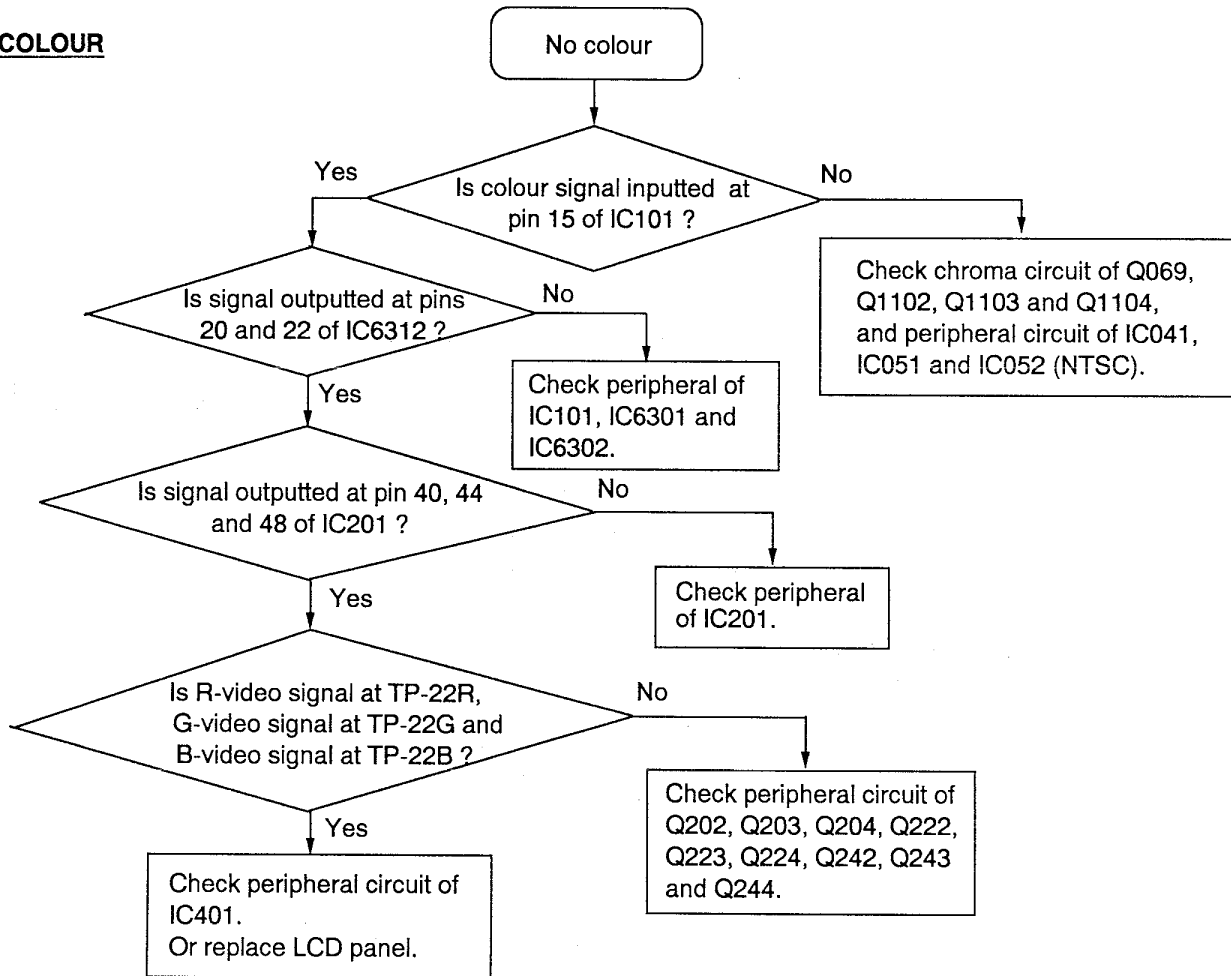 COLOUR
No colour
Is colour signal inputted at
pin 15 of IC101 ?
Yes
No
Check chroma circuit of Q069,
Q1102, Q1103 and Q1104,
and peripheral circuit of IC041,
IC051 and IC052 (NTSC).
Is signal outputted at pins
20 and 22 of IC6312 ?
No
Check peripheral of
IC101, IC6301 and
IC6302.
Yes
Is signal outputted at pin 40, 44
and 48 of IC201 ?
No
Check peripheral
of IC201.
Yes
Is R-video signal at TP-22R,
G-video signal at TP-22G and
B-video signal at TP-22B ?
No
Check peripheral circuit of
Q202, Q203, Q204, Q222,
Q223, Q224, Q242, Q243
and Q244.
Yes
Check peripheral circuit of
IC401.
Or replace LCD panel.